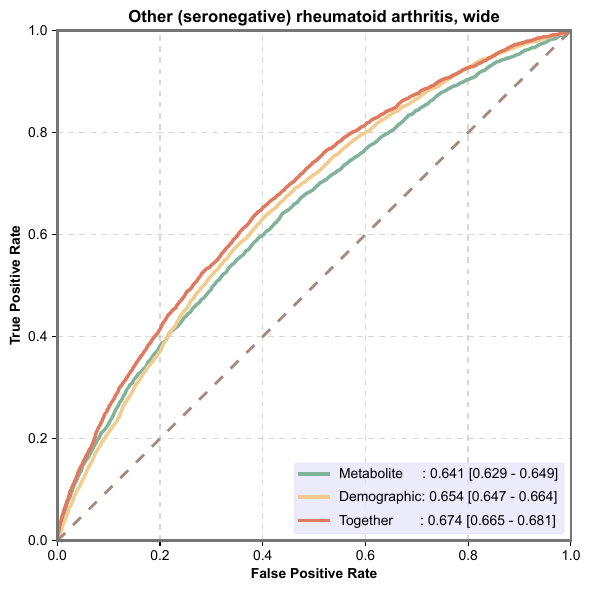 Other (seronegative) rheumatoid arthritis, wide
True Positive Rate
1.0
0.8
0.6
0.4
0.2
0.0
Metabolite : 0.641 [0.629 - 0.649]
Demographic: 0.654 [0.647 - 0.664]
Together : 0.674 [0.665 - 0.681]
0.0 0.2 0.4 0.6 0.8 1.0
False Positive Rate